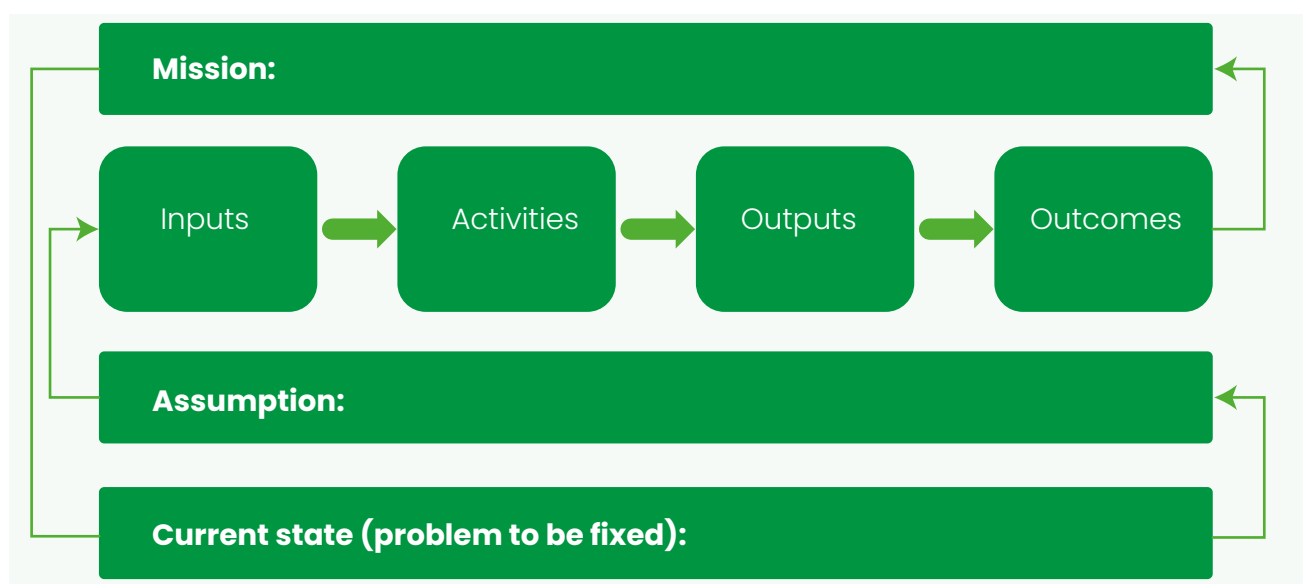 Mission:
Inputs
Activities
Outputs
Outcomes
Assumption:
Current state (problem to be fixed):